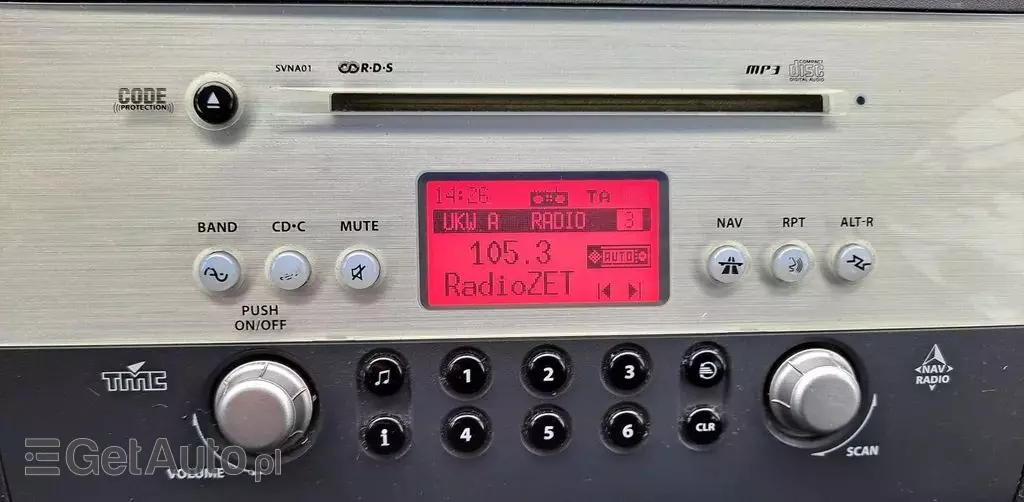 SVNA01 R·D·S MP3 COMPACT disc DIGITAL AUDIO
CODE
((PROTECTION))
14:26 TA
UKW A RADIO 3
105.3 AUTO
RadioZET
BAND CD•C MUTE NAV RPT ALT-R
PUSH
ON/OFF
TMC
1 2 3
i 4 5 6 CLR
NAV
RADIO
VOLUME SCAN
GetAuto.pl